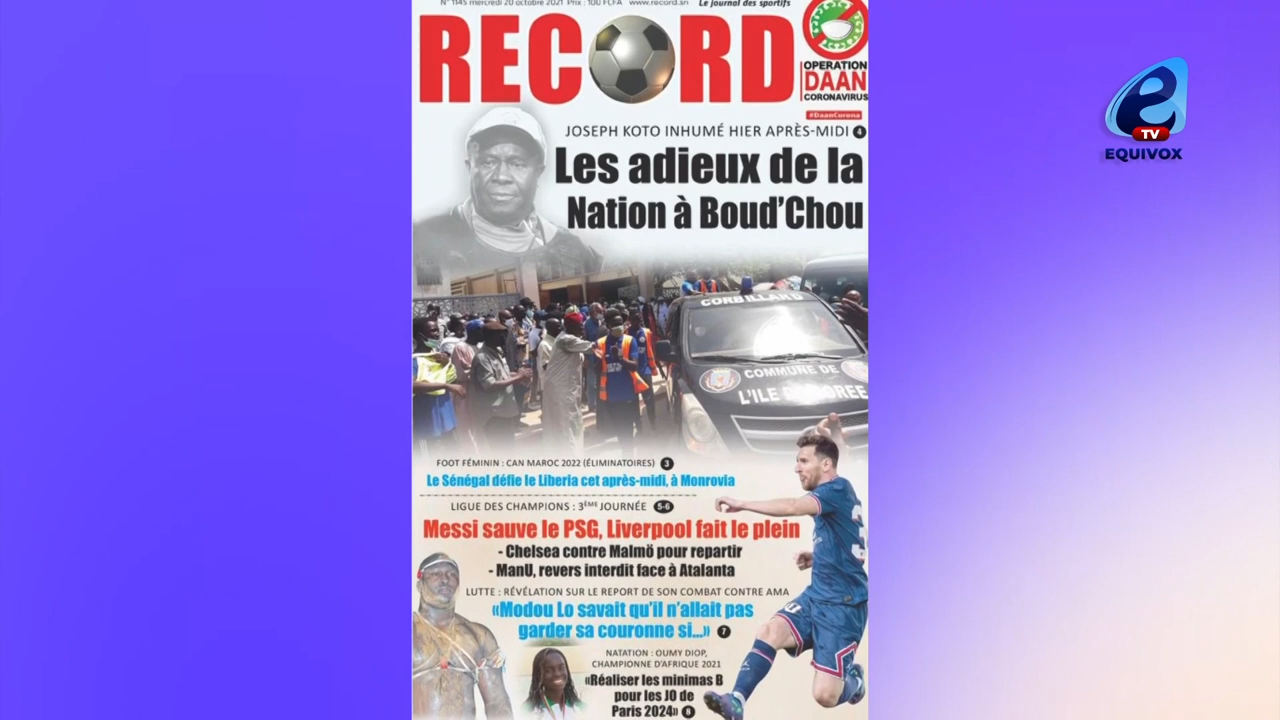 N° 1145 mercredi 20 octobre 2021 Prix : 100 FCFA www.record.sn Le journal des sportifs
RECORD
OPERATION
DAAN
CORONAVIRUS
#DaanCorona
JOSEPH KOTO INHUMÉ HIER APRÈS-MIDI 4
Les adieux de la
Nation à Boud'Chou
CORBILLARD
COMMUNE DE
L'ILE DE GOREE
FOOT FÉMININ : CAN MAROC 2022 (ÉLIMINATOIRES) 3
Le Sénégal défie le Liberia cet après-midi, à Monrovia
LIGUE DES CHAMPIONS : 3ÈME JOURNÉE 5-6
Messi sauve le PSG, Liverpool fait le plein
- Chelsea contre Malmö pour repartir
- ManU, revers interdit face à Atalanta
LUTTE : RÉVÉLATION SUR LE REPORT DE SON COMBAT CONTRE AMA
«Modou Lo savait qu'il n'allait pas
garder sa couronne si...» 7
NATATION : OUMY DIOP,
CHAMPIONNE D'AFRIQUE 2021
«Réaliser les minimas B
pour les JO de
Paris 2024» 8
e
TV
EQUIVOX